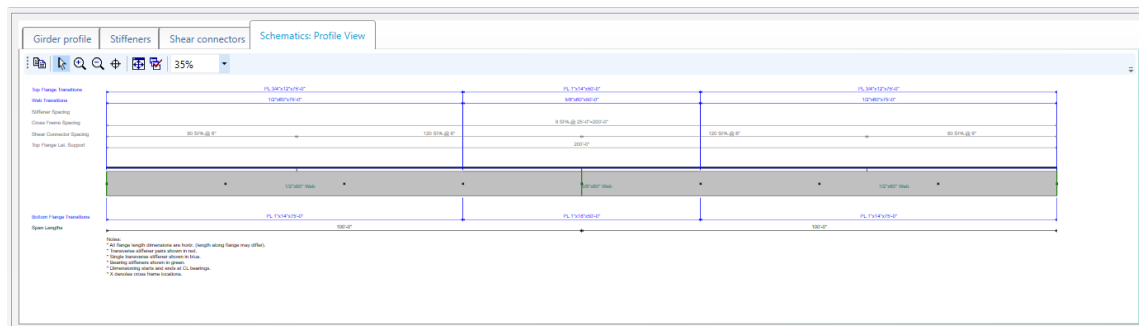 Girder profile Stiffeners Shear connectors Schematics: Profile View
35%
Top Flange Transitions PL 3/4"x12"x75'-0" PL 1"x14"x50'-0" PL 3/4"x12"x75'-0"
Web Transitions 1/2"x60"x75'-0" 5/8"x60"x50'-0" 1/2"x60"x75'-0"
Stiffener Spacing
Cross Frame Spacing 8 SPA.@ 25'-0"=200'-0"
Shear Connector Spacing SPA.@ 120 SPA.@ 120 SPA.@ SPA.@
Top Flange Lat. Support 200'-0"
1/2"x60" Web 5/8"x60" Web 1/2"x60" Web
Bottom Flange Transitions PL 1"x14"x75'-0" PL 1"x50'-0" PL 1"x14"x75'-0"
Span Lengths 100'-0" 100'-0"
Notes:
* All flange length dimensions are horiz. (length along flange may differ).
* Transverse stiffener pairs shown in red.
* Single transverse stiffener shown in blue.
* Bearing stiffeners shown in green.
* Dimensioning starts and ends at CL bearings.
* X denotes cross frame locations.